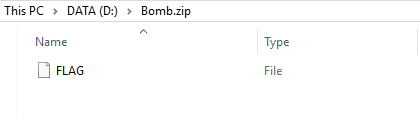 This PC > DATA (D:) > Bomb.zip
Name Type
FLAG File